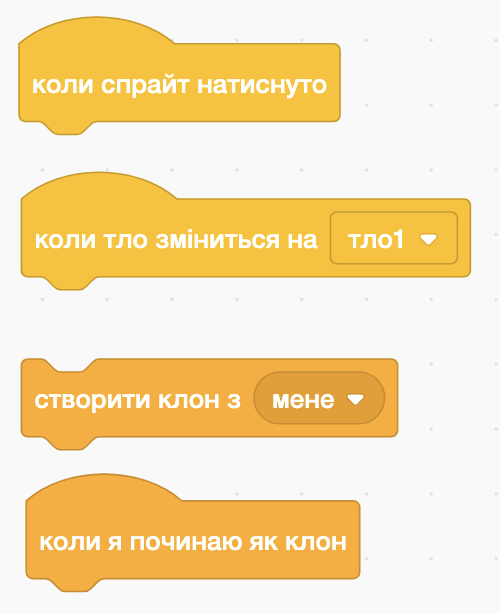 коли спрайт натиснуто
коли тло зміниться на тло1
створити клон з мене
коли я починаю як клон